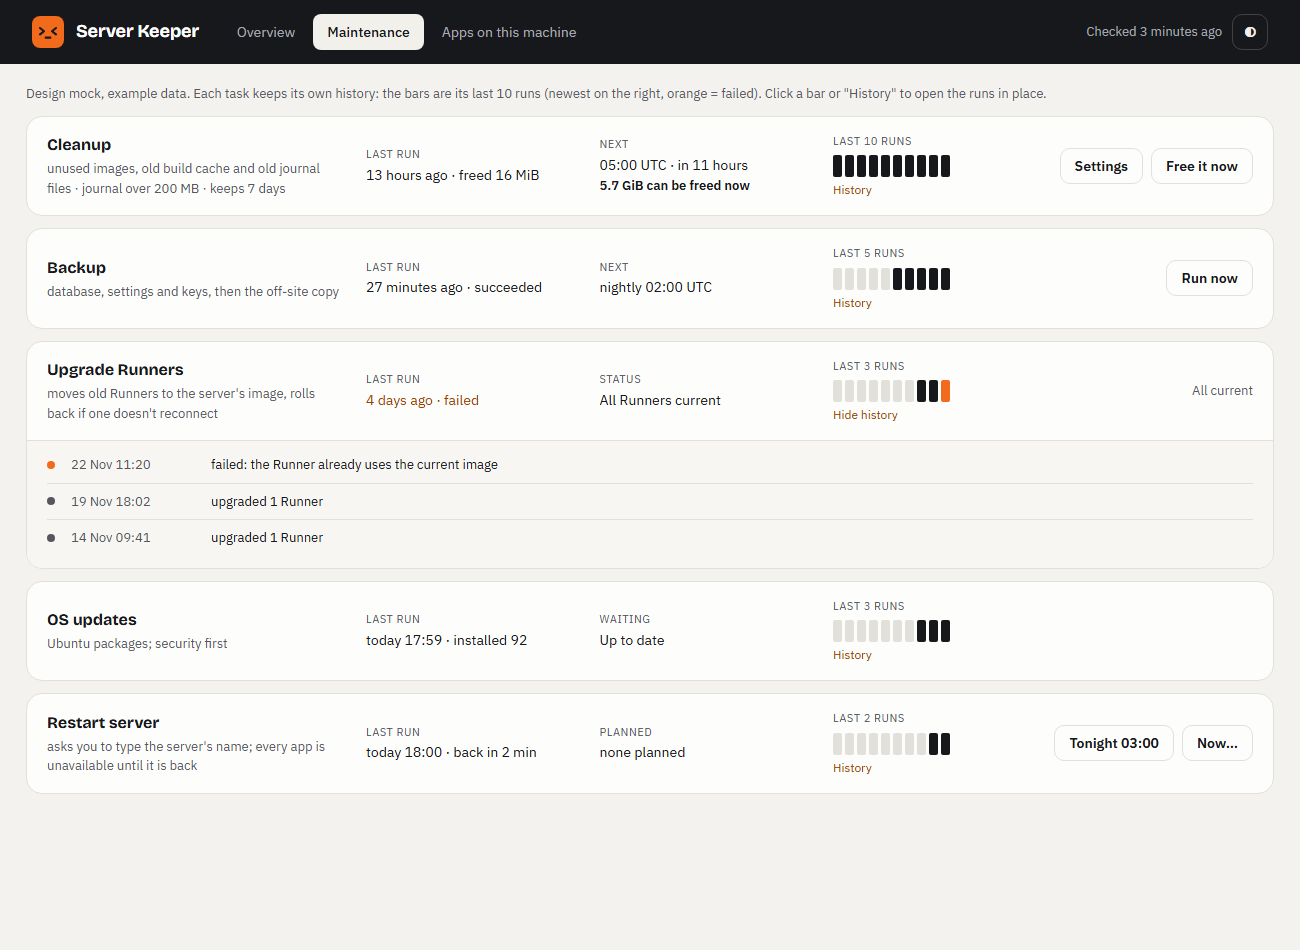 Server Keeper
Overview
Maintenance
Apps on this machine
Checked 3 minutes ago
Design mock, example data. Each task keeps its own history: the bars are its last 10 runs (newest on the right, orange = failed). Click a bar or "History" to open the runs in place.
Cleanup
unused images, old build cache and old journal
files · journal over 200 MB · keeps 7 days
LAST RUN
13 hours ago · freed 16 MiB
NEXT
05:00 UTC · in 11 hours
5.7 GiB can be freed now
LAST 10 RUNS
History
Settings
Free it now
Backup
database, settings and keys, then the off-site copy
LAST RUN
27 minutes ago · succeeded
NEXT
nightly 02:00 UTC
LAST 5 RUNS
History
Run now
Upgrade Runners
moves old Runners to the server's image, rolls
back if one doesn't reconnect
LAST RUN
4 days ago · failed
STATUS
All Runners current
LAST 3 RUNS
Hide history
All current
22 Nov 11:20 failed: the Runner already uses the current image
19 Nov 18:02 upgraded 1 Runner
14 Nov 09:41 upgraded 1 Runner
OS updates
Ubuntu packages; security first
LAST RUN
today 17:59 · installed 92
WAITING
Up to date
LAST 3 RUNS
History
Restart server
asks you to type the server's name; every app is
unavailable until it is back
LAST RUN
today 18:00 · back in 2 min
PLANNED
none planned
LAST 2 RUNS
History
Tonight 03:00
Now...